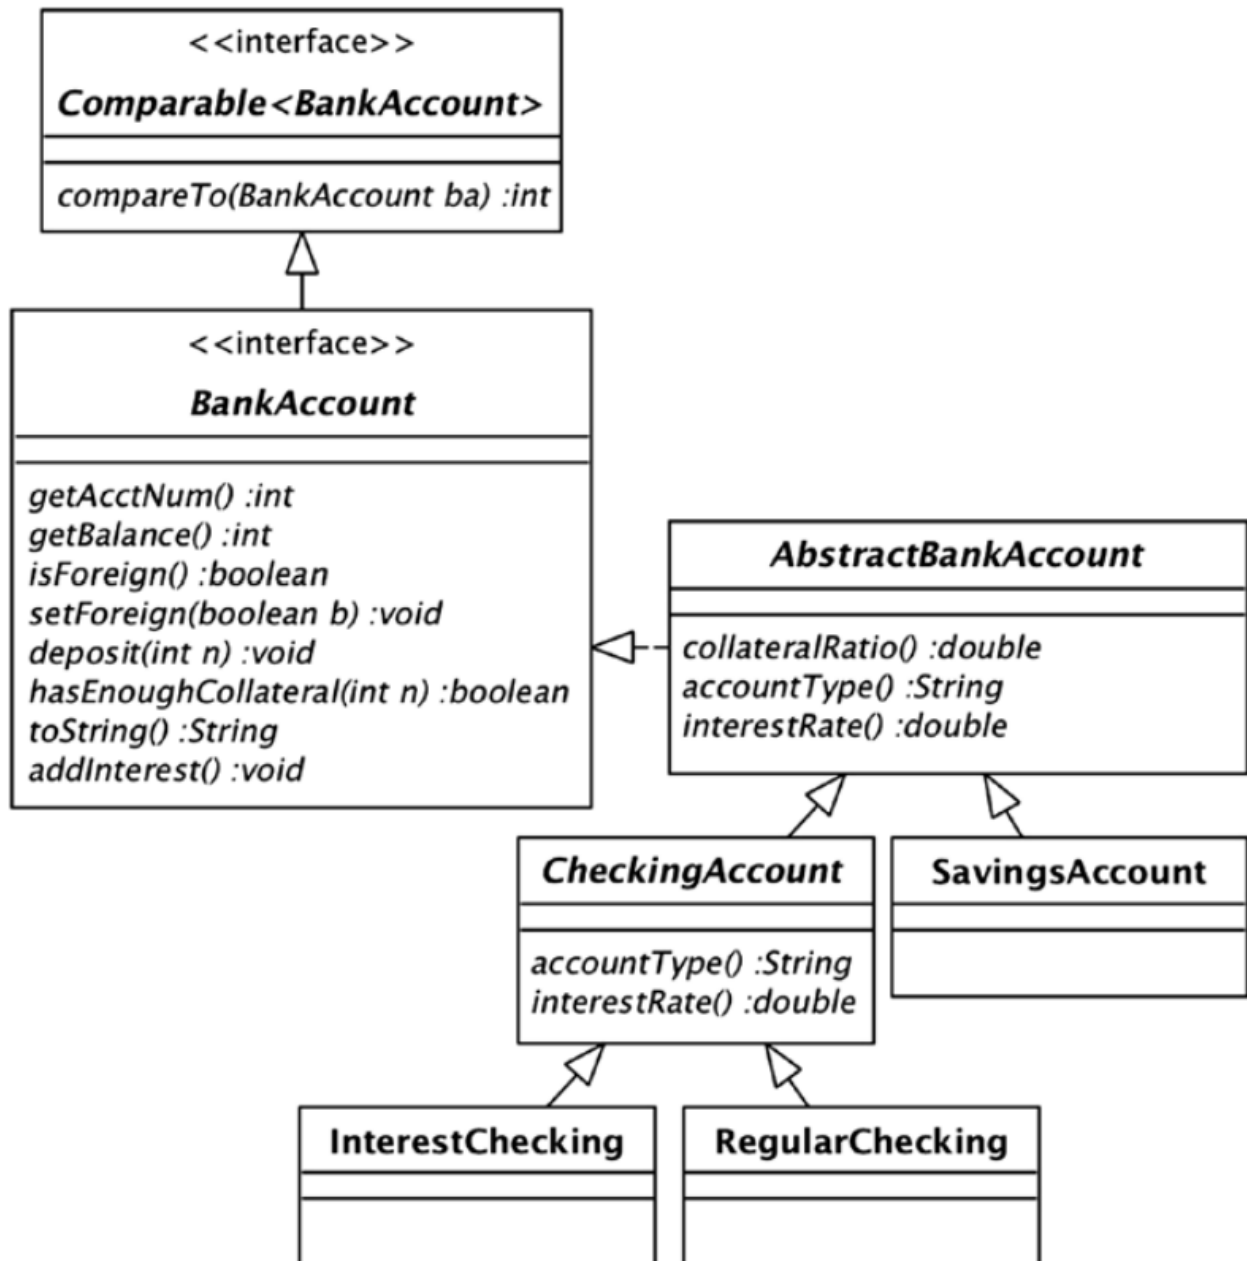 <<interface>>
Comparable<BankAccount>
compareTo(BankAccount ba) :int
<<interface>>
BankAccount
getAcctNum() :int
getBalance() :int
isForeign() :boolean
setForeign(boolean b) :void
deposit(int n) :void
hasEnoughCollateral(int n) :boolean
toString() :String
addInterest() :void
AbstractBankAccount
collateralRatio() :double
accountType() :String
interestRate() :double
CheckingAccount
accountType() :String
interestRate() :double
SavingsAccount
InterestChecking
RegularChecking